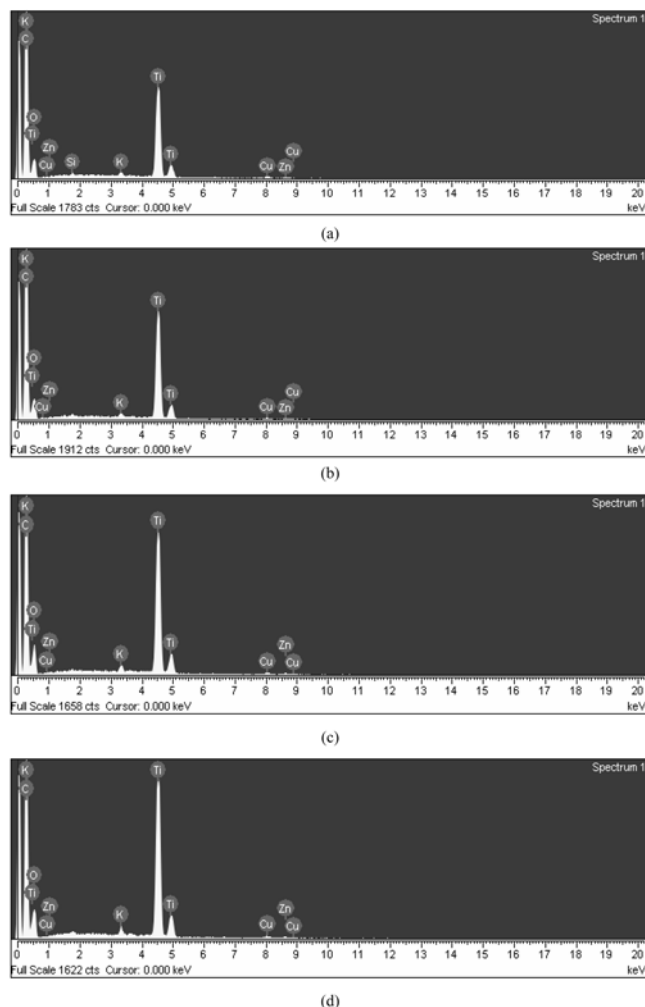 Spectrum 1
K
C
Ti
O
Ti
Zn
Cu
Si
K
Ti
Cu
Zn
Cu
0 1 2 3 4 5 6 7 8 9 10 11 12 13 14 15 16 17 18 19 20
Full Scale 1783 cts Cursor: 0.000 keV keV
(a)
Spectrum 1
K
C
Ti
O
Ti
Zn
Cu
K
Ti
Cu
Zn
Cu
0 1 2 3 4 5 6 7 8 9 10 11 12 13 14 15 16 17 18 19 20
Full Scale 1912 cts Cursor: 0.000 keV keV
(b)
Spectrum 1
K
C
Ti
O
Ti
Zn
Cu
K
Ti
Cu
Zn
Cu
0 1 2 3 4 5 6 7 8 9 10 11 12 13 14 15 16 17 18 19 20
Full Scale 1658 cts Cursor: 0.000 keV keV
(c)
Spectrum 1
K
C
Ti
O
Ti
Zn
Cu
K
Ti
Cu
Zn
Cu
0 1 2 3 4 5 6 7 8 9 10 11 12 13 14 15 16 17 18 19 20
Full Scale 1622 cts Cursor: 0.000 keV keV
(d)